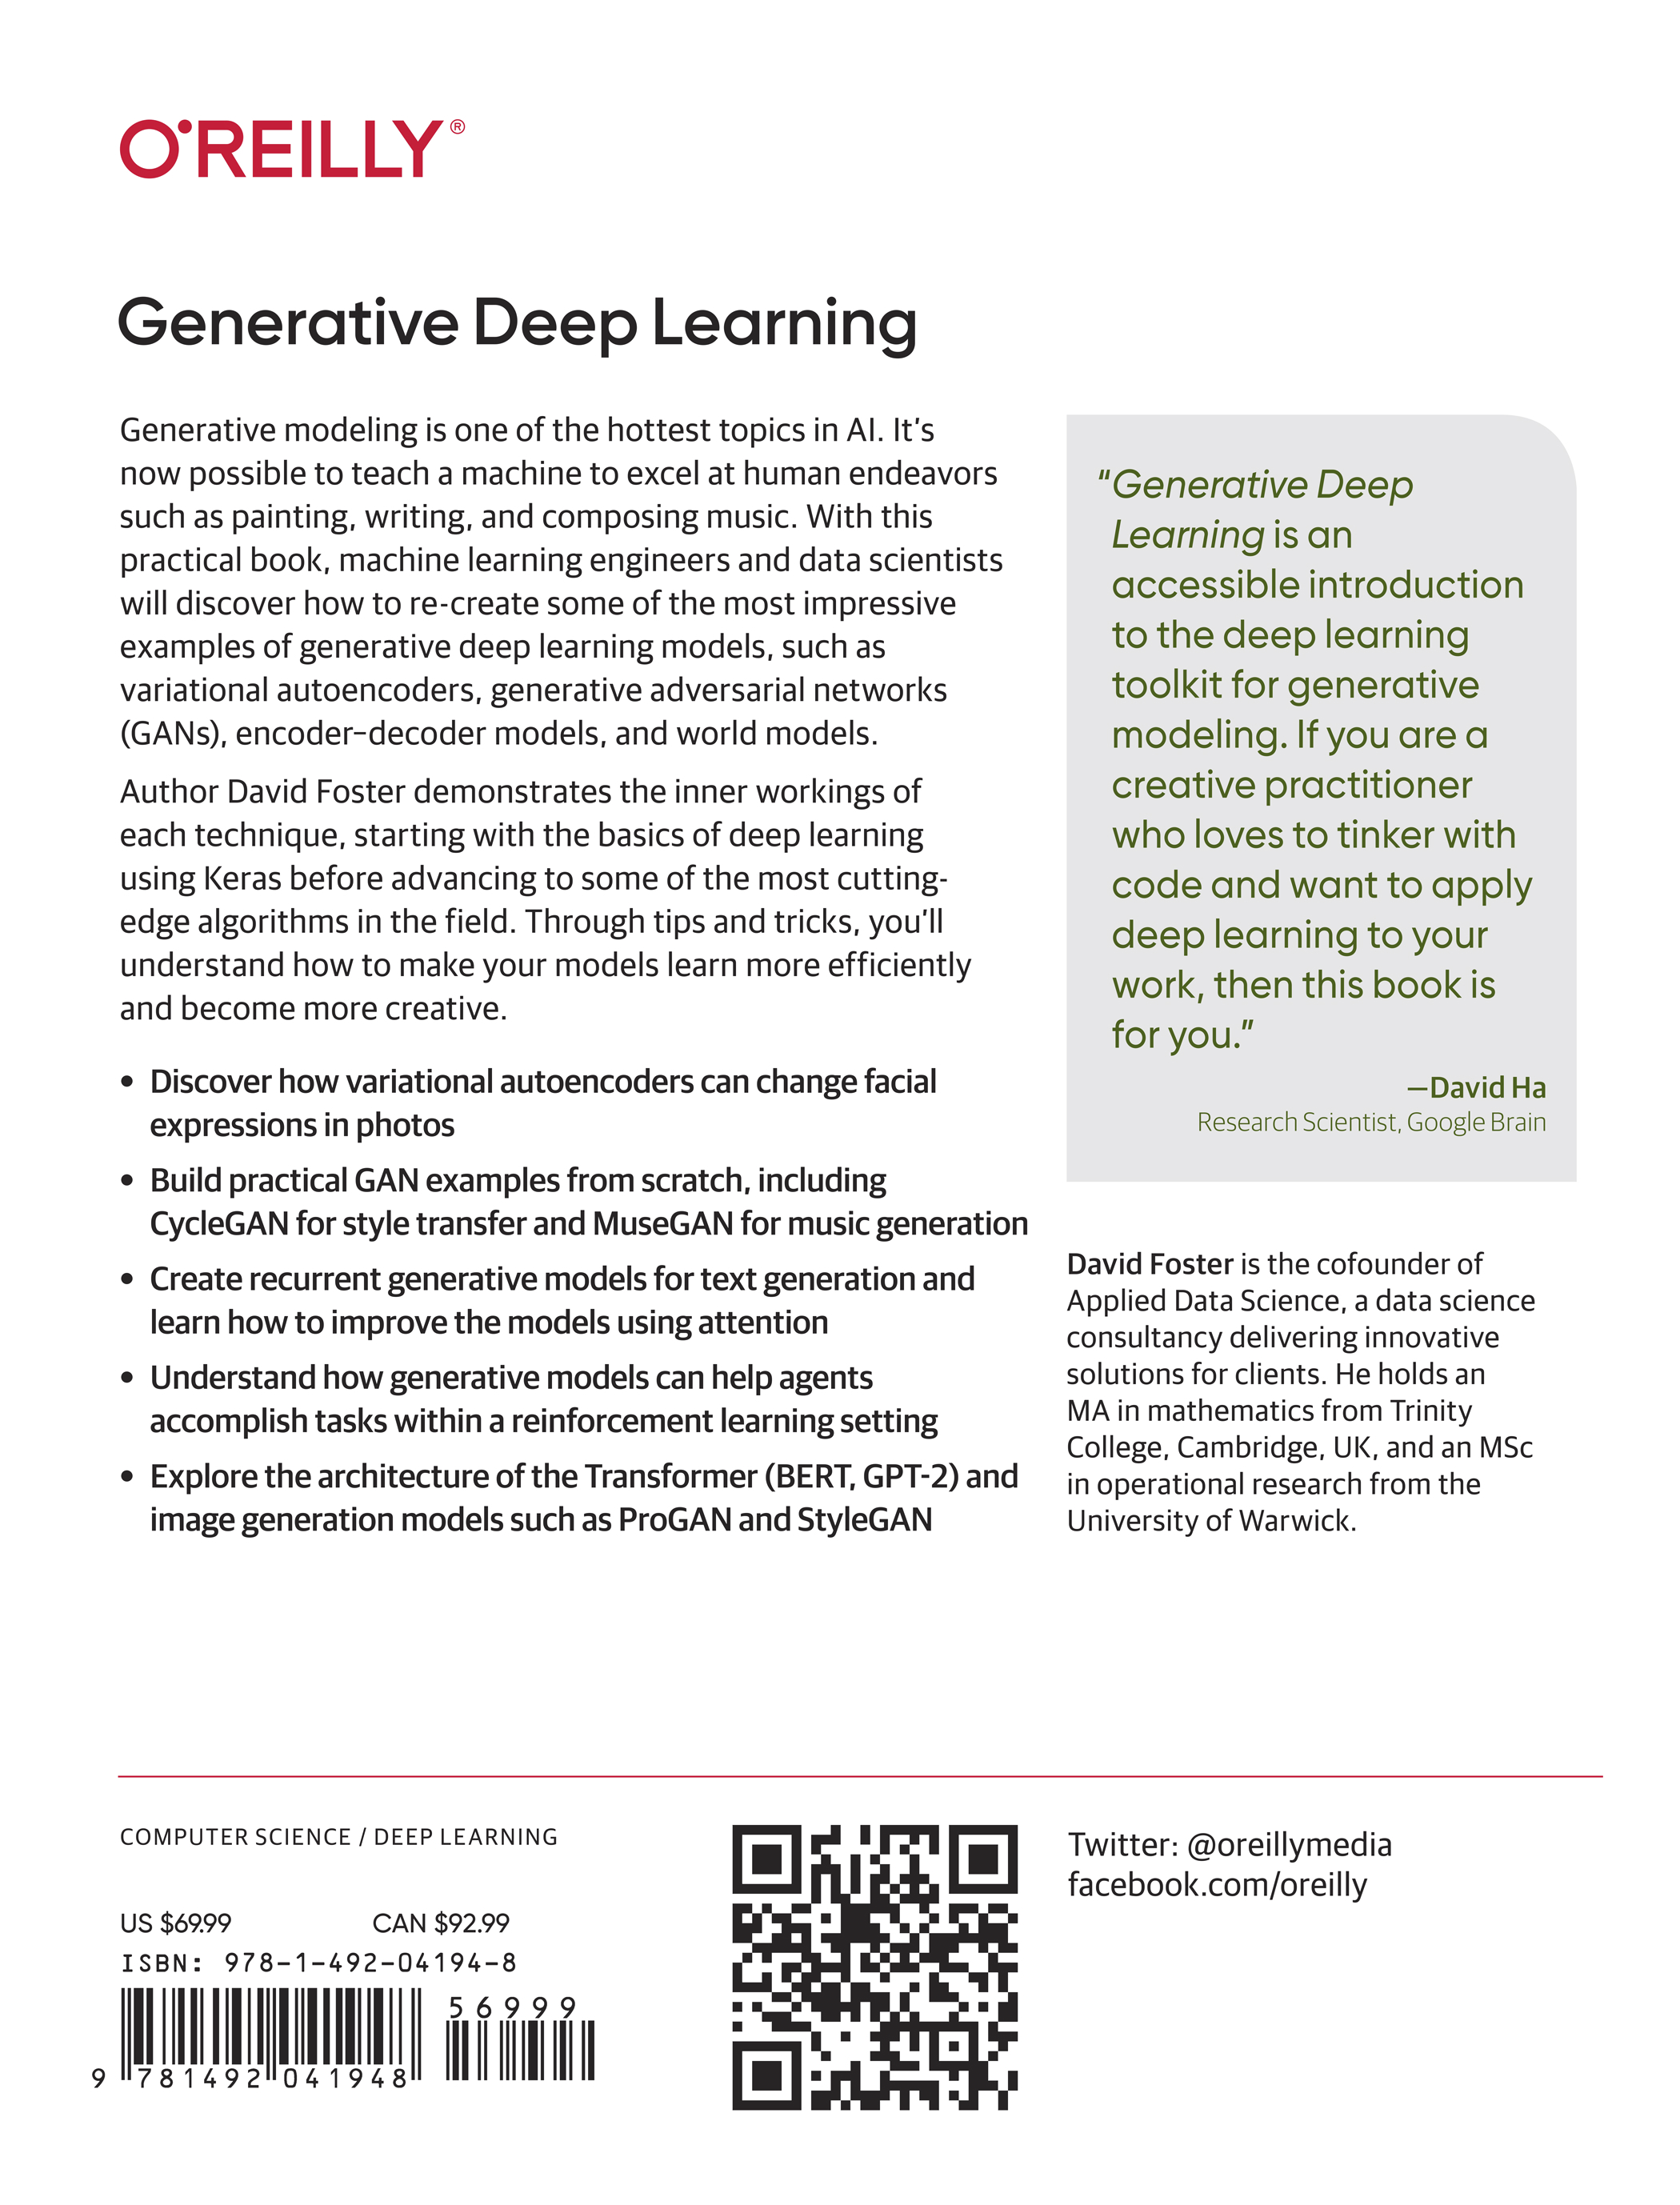 O'REILLY®
Generative Deep Learning
Generative modeling is one of the hottest topics in AI. It’s
now possible to teach a machine to excel at human endeavors
such as painting, writing, and composing music. With this
practical book, machine learning engineers and data scientists
will discover how to re-create some of the most impressive
examples of generative deep learning models, such as
variational autoencoders, generative adversarial networks
(GANs), encoder–decoder models, and world models.
Author David Foster demonstrates the inner workings of
each technique, starting with the basics of deep learning
using Keras before advancing to some of the most cutting-
edge algorithms in the field. Through tips and tricks, you’ll
understand how to make your models learn more efficiently
and become more creative.
• Discover how variational autoencoders can change facial
expressions in photos
• Build practical GAN examples from scratch, including
CycleGAN for style transfer and MuseGAN for music generation
• Create recurrent generative models for text generation and
learn how to improve the models using attention
• Understand how generative models can help agents
accomplish tasks within a reinforcement learning setting
• Explore the architecture of the Transformer (BERT, GPT-2) and
image generation models such as ProGAN and StyleGAN
“Generative Deep
Learning is an
accessible introduction
to the deep learning
toolkit for generative
modeling. If you are a
creative practitioner
who loves to tinker with
code and want to apply
deep learning to your
work, then this book is
for you.”
—David Ha
Research Scientist, Google Brain
David Foster is the cofounder of
Applied Data Science, a data science
consultancy delivering innovative
solutions for clients. He holds an
MA in mathematics from Trinity
College, Cambridge, UK, and an MSc
in operational research from the
University of Warwick.
COMPUTER SCIENCE / DEEP LEARNING
US $69.99 CAN $92.99
ISBN: 978-1-492-04194-8
56999
9 781492 041948
Twitter: @oreillymedia
facebook.com/oreilly